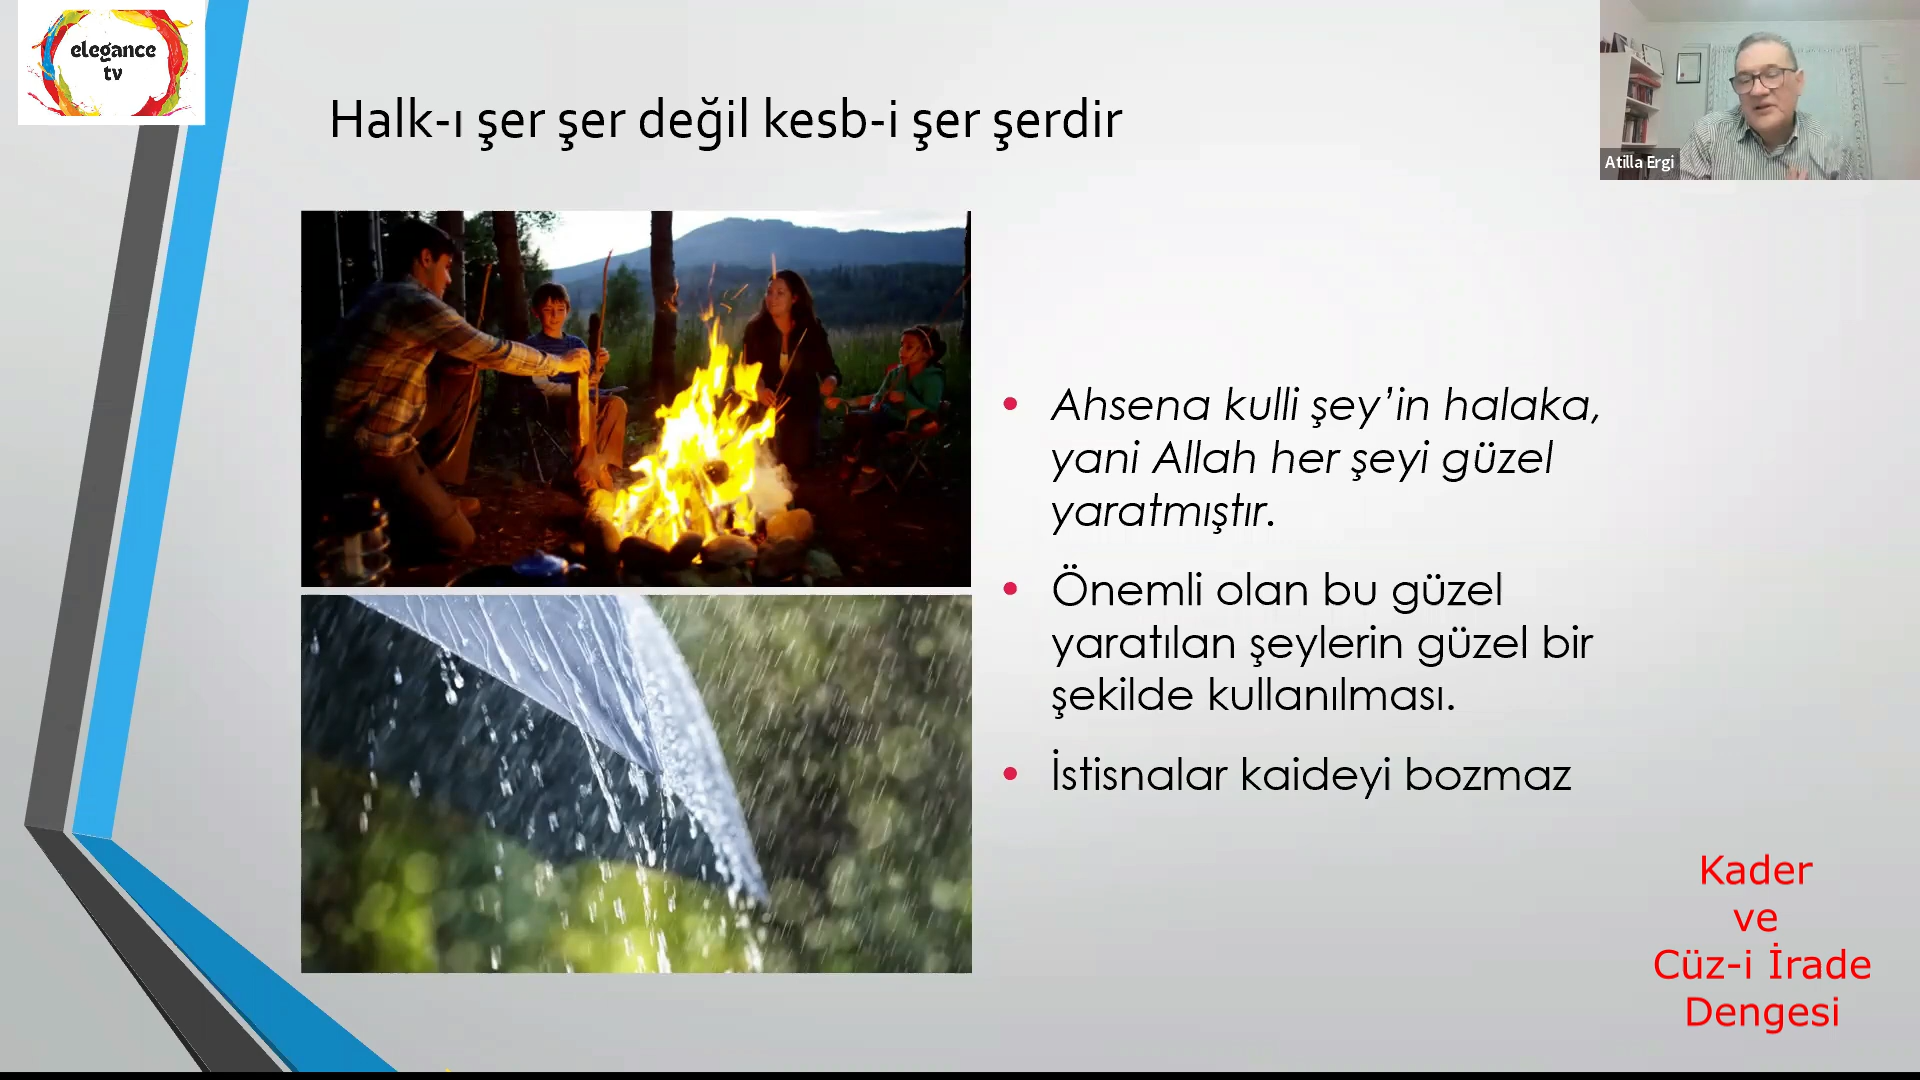 elegance
tv
Halk-ı şer şer değil kesb-i şer şerdir
Atilla Ergi
Ahsena kulli şey’in halaka,
yani Allah her şeyi güzel
yaratmıştır.
Önemli olan bu güzel
yaratılan şeylerin güzel bir
şekilde kullanılması.
İstisnalar kaideyi bozmaz
Kader
ve
Cüz-i İrade
Dengesi